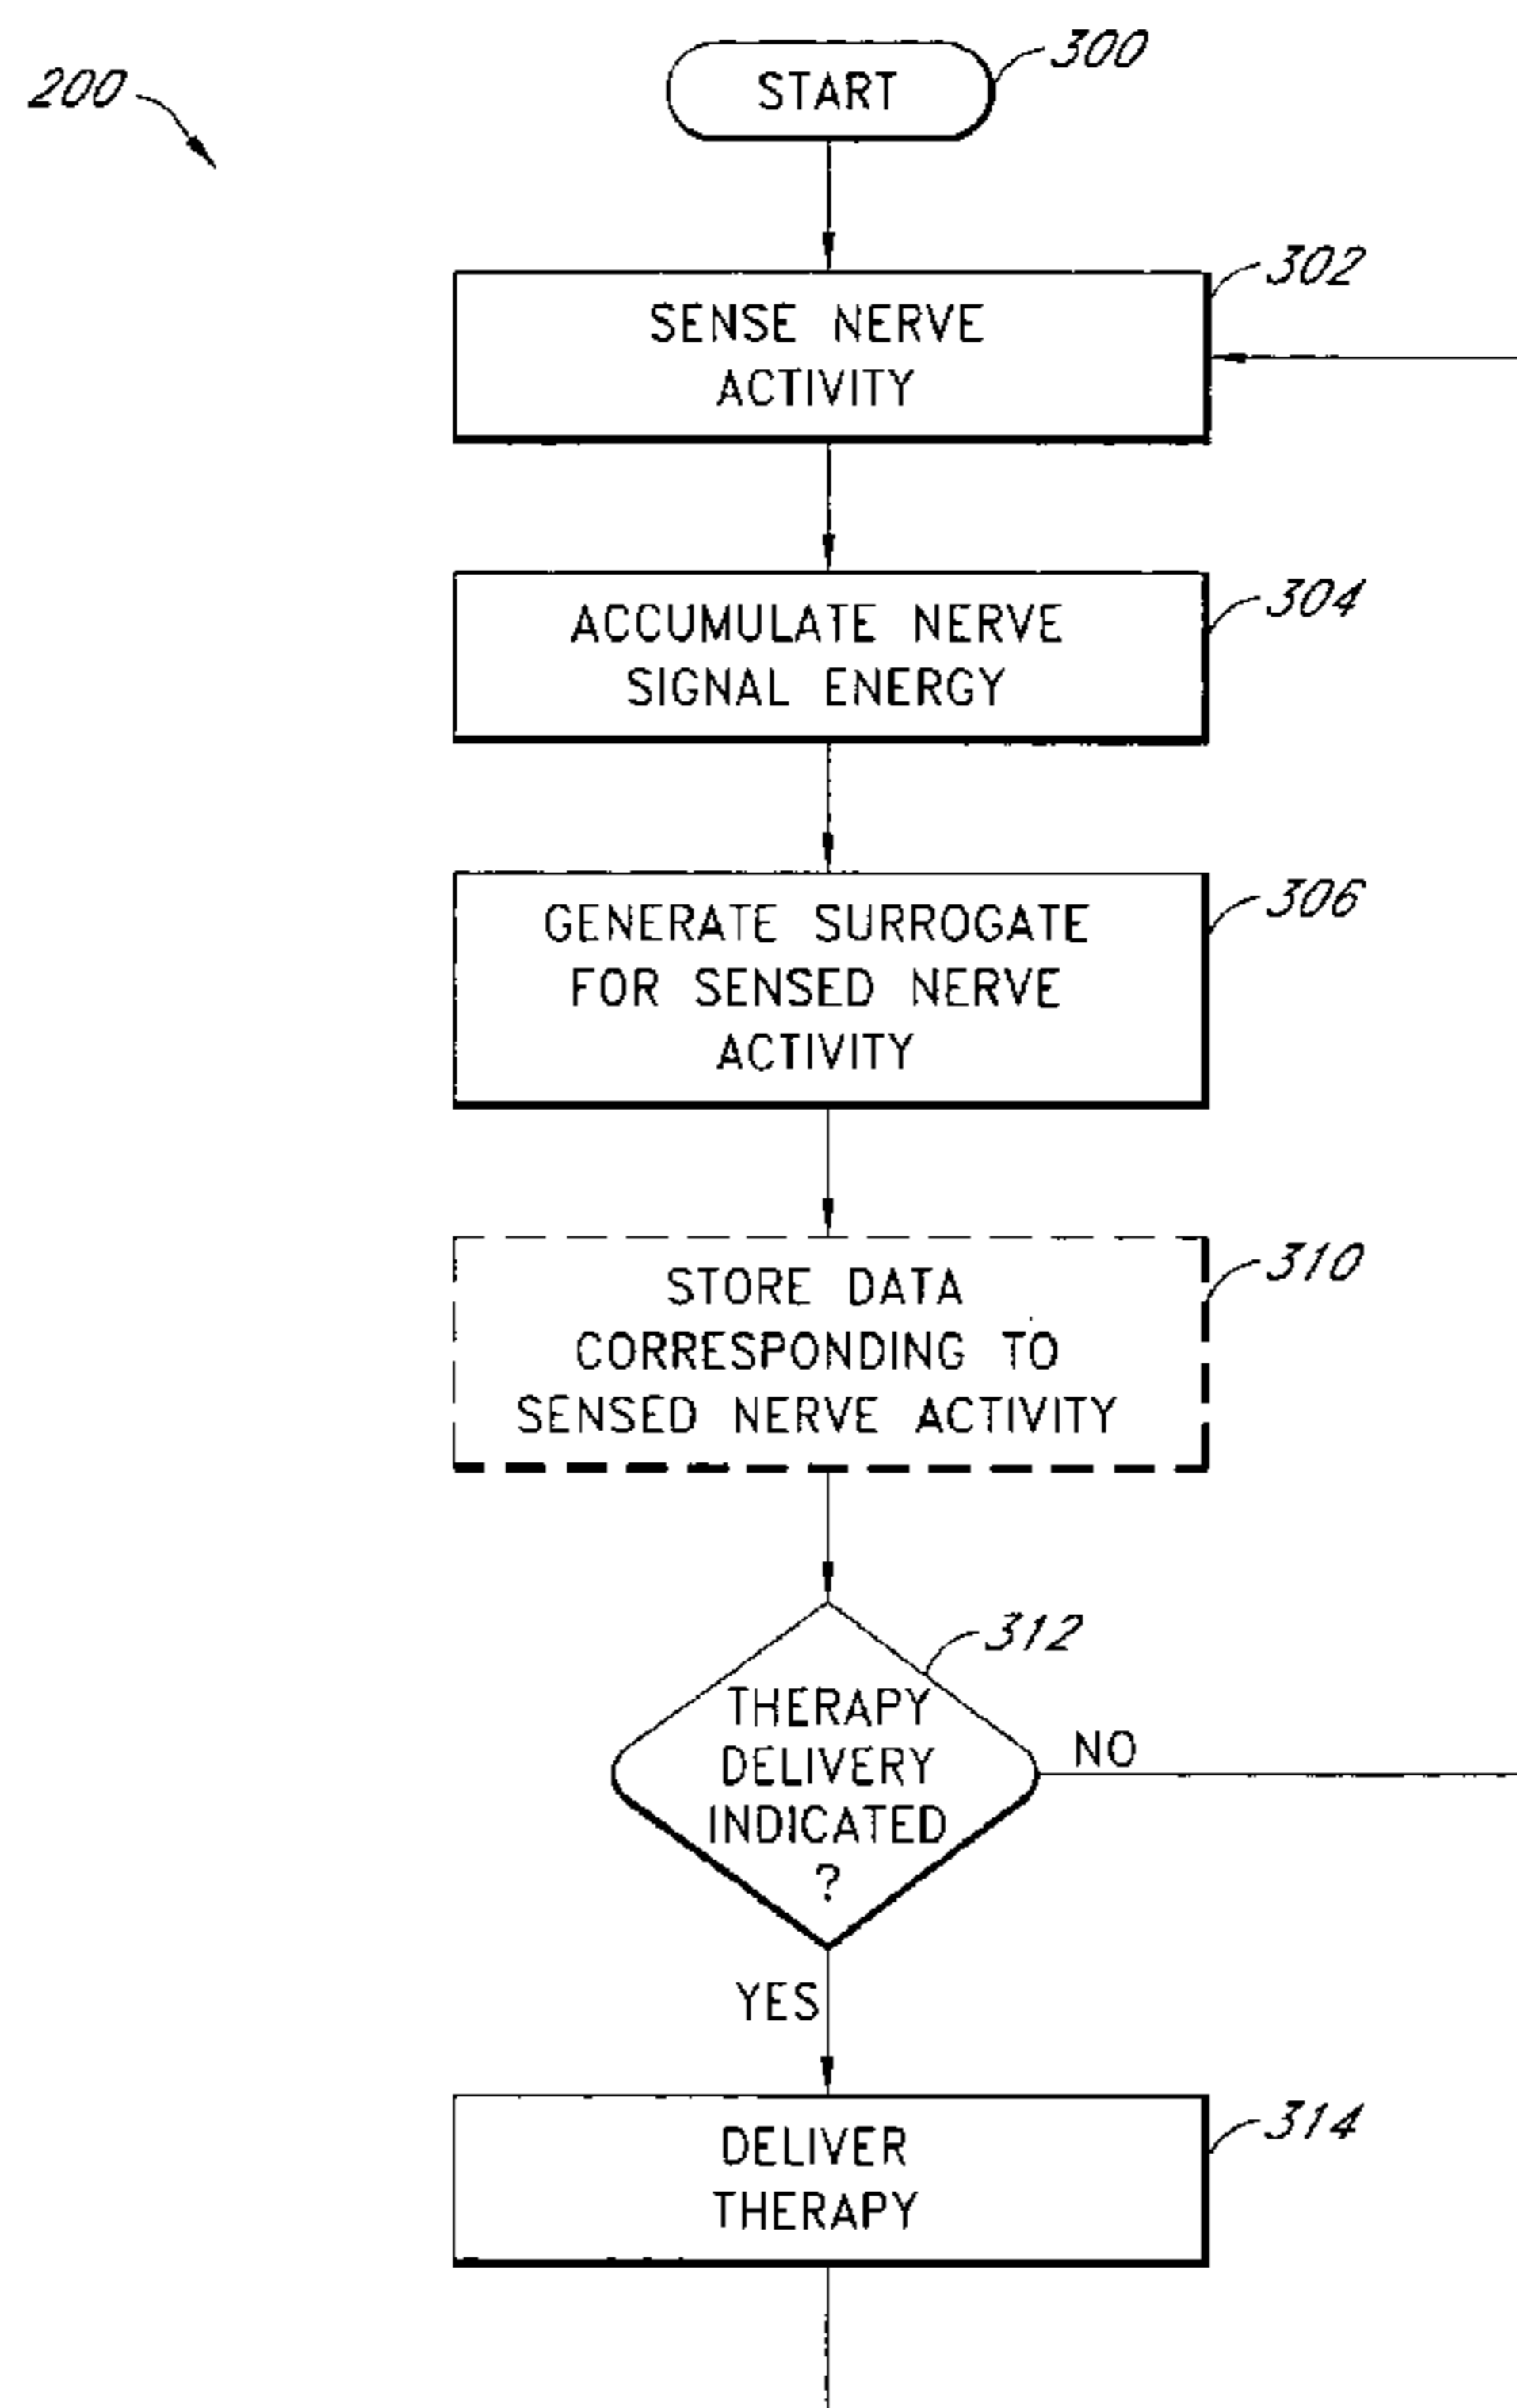 200
START
300
SENSE NERVE
ACTIVITY
302
ACCUMULATE NERVE
SIGNAL ENERGY
304
GENERATE SURROGATE
FOR SENSED NERVE
ACTIVITY
306
STORE DATA
CORRESPONDING TO
SENSED NERVE ACTIVITY
310
THERAPY
DELIVERY
INDICATED
?
312
NO
YES
DELIVER
THERAPY
314